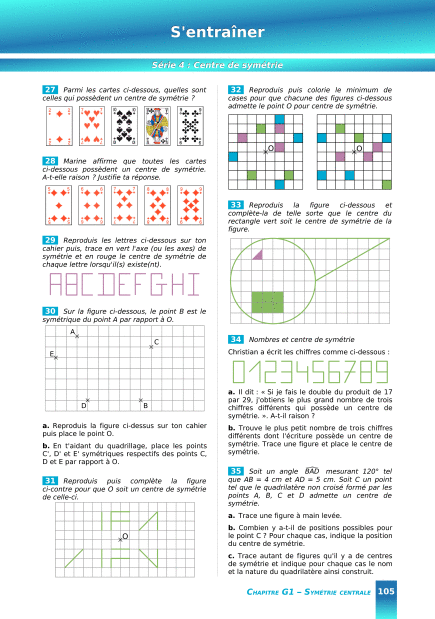 S'entraîner
Série 4 : Centre de symétrie
27 Parmi les cartes ci-dessous, quelles sont
celles qui possèdent un centre de symétrie ?
28 Marine affirme que toutes les cartes
ci-dessous possèdent un centre de symétrie.
A-t-elle raison ? Justifie ta réponse.
29 Reproduis les lettres ci-dessous sur ton
cahier puis, trace en vert l'axe (ou les axes) de
symétrie et en rouge le centre de symétrie de
chaque lettre lorsqu'il(s) existe(nt).
ABCDEFGHI
30 Sur la figure ci-dessous, le point B est le
symétrique du point A par rapport à O.
A
C
E
D
B
a. Reproduis la figure ci-dessus sur ton cahier
puis place le point O.
b. En t'aidant du quadrillage, place les points
C', D' et E' symétriques respectifs des points C,
D et E par rapport à O.
31 Reproduis puis complète la figure
ci-contre pour que O soit un centre de symétrie
de celle-ci.
O
32 Reproduis puis colorie le minimum de
cases pour que chacune des figures ci-dessous
admette le point O pour centre de symétrie.
O
O
33 Reproduis la figure ci-dessous et
complète-la de telle sorte que le centre du
rectangle vert soit le centre de symétrie de la
figure.
34 Nombres et centre de symétrie
Christian a écrit les chiffres comme ci-dessous :
0123456789
a. Il dit : « Si je fais le double du produit de 17
par 29, j'obtiens le plus grand nombre de trois
chiffres différents qui possède un centre de
symétrie. ». A-t-il raison ?
b. Trouve le plus petit nombre de trois chiffres
différents dont l'écriture possède un centre de
symétrie. Trace une figure et place le centre de
symétrie.
35 Soit un angle BAD mesurant 120° tel
que AB = 4 cm et AD = 5 cm. Soit C un point
tel que le quadrilatère non croisé formé par les
points A, B, C et D admette un centre de
symétrie.
a. Trace une figure à main levée.
b. Combien y a-t-il de positions possibles pour
le point C ? Pour chaque cas, indique la position
du centre de symétrie.
c. Trace autant de figures qu'il y a de centres
de symétrie et indique pour chaque cas le nom
et la nature du quadrilatère ainsi construit.
CHAPITRE G1 – SYMÉTRIE CENTRALE 105